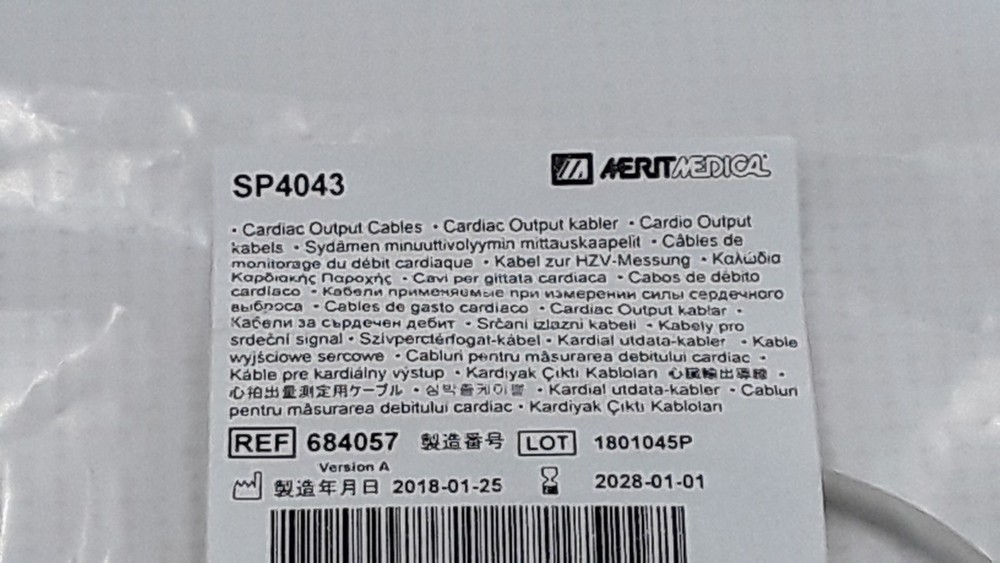 SP4043
MERITMEDICAL
• Cardiac Output Cables • Cardiac Output kabler • Cardio Output
kabels • Sydämen minuuttivolyymin mittauskaapelit • Câbles de
monitorage du débit cardiaque • Kabel zur HZV-Messung • Καλώδια
Καρδιακής Παροχής • Cavi per gittata cardiaca • Cabos de débito
cardíaco • Кабели применяемые при измерении силы сердечного
выброса • Cables de gasto cardíaco • Cardiac Output kablar •
Кабели за сърдечен дебит • Srčani izlazni kabeli • Kabely pro
srdeční signal • Szívperctérfogat-kábel • Kardial utdata-kabler • Kable
wyjściowe sercowe • Cabluri pentru măsurarea debitului cardiac •
Káble pre kardiálny výstup • Kardiyak Çıktı Kabloları 心臟輸出導線 •
心拍出量測定用ケーブル • 심박출케이블 • Kardial utdata-kabler • Cabluri
pentru măsurarea debitului cardiac • Kardiyak Çıktı Kabloları
REF 684057 製造番号 LOT 1801045P
Version A
製造年月日 2018-01-25 2028-01-01